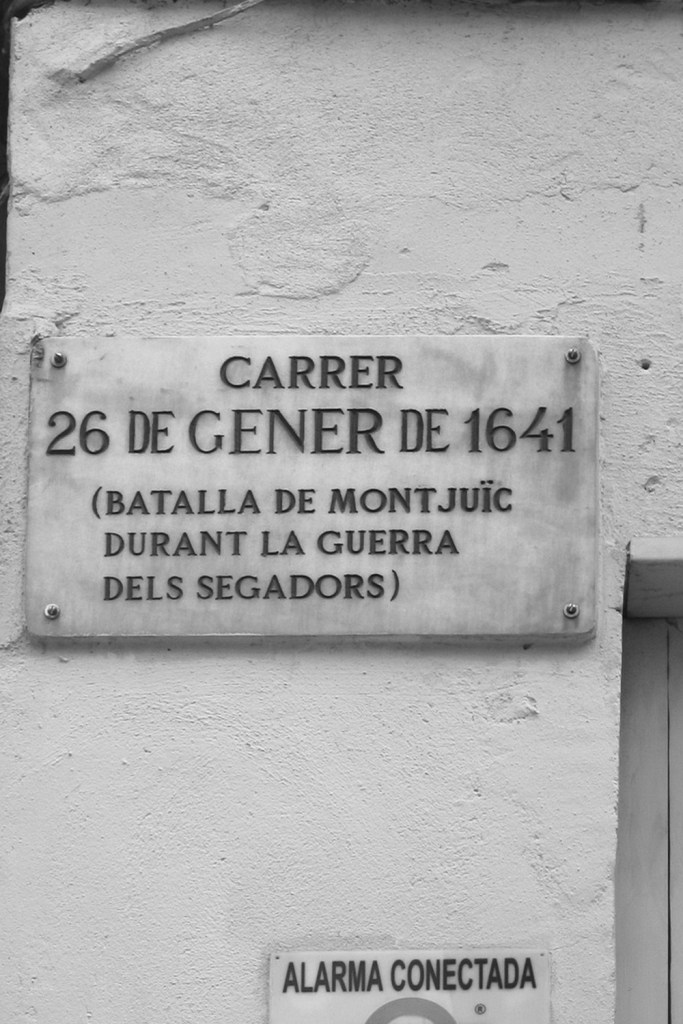 CARRER
26 DE GENER DE 1641
(BATALLA DE MONTJUÏC
DURANT LA GUERRA
DELS SEGADORS)
ALARMA CONECTADA
®